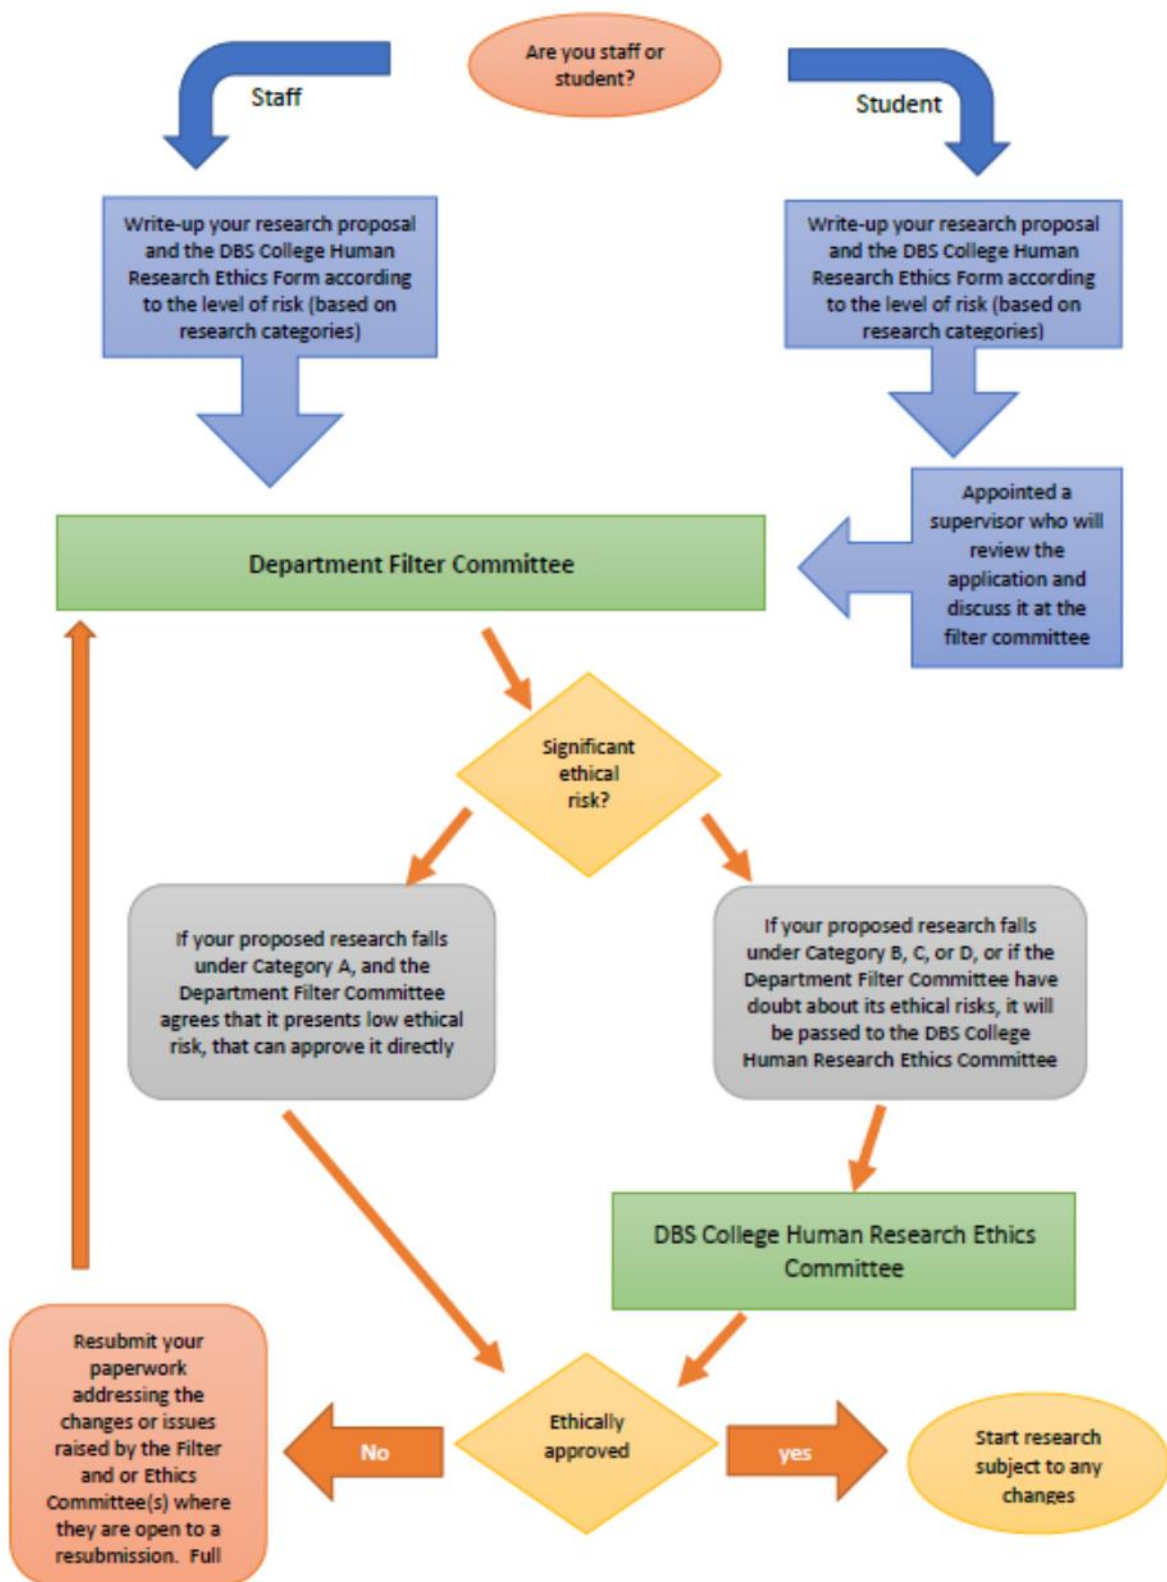 Are you staff or
student?
Staff
Student
Write-up your research proposal
and the DBS College Human
Research Ethics Form according
to the level of risk (based on
research categories)
Write-up your research proposal
and the DBS College Human
Research Ethics Form according
to the level of risk (based on
research categories)
Appointed a
supervisor who will
review the
application and
discuss it at the
filter committee
Department Filter Committee
Significant
ethical
risk?
If your proposed research falls
under Category A, and the
Department Filter Committee
agrees that it presents low ethical
risk, that can approve it directly
If your proposed research falls
under Category B, C, or D, or if the
Department Filter Committee have
doubt about its ethical risks, it will
be passed to the DBS College
Human Research Ethics Committee
DBS College Human Research Ethics
Committee
Resubmit your
paperwork
addressing the
changes or issues
raised by the Filter
and or Ethics
Committee(s) where
they are open to a
resubmission. Full
No
Ethically
approved
yes
Start research
subject to any
changes